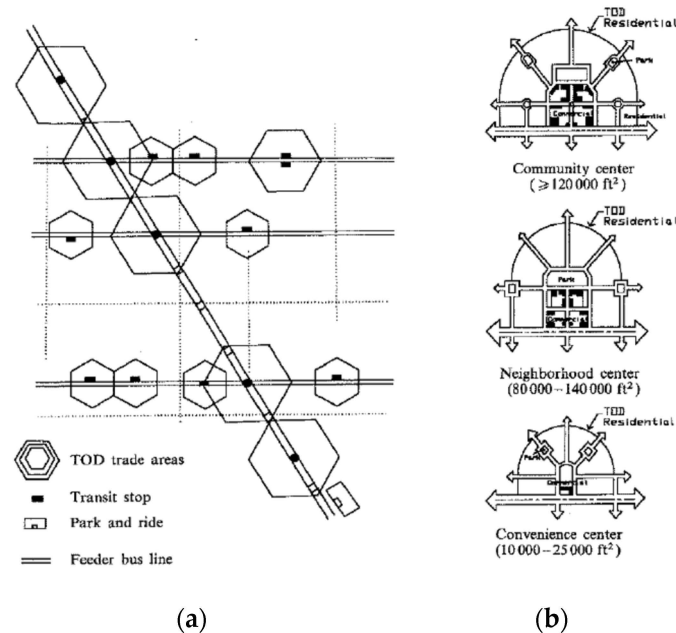 TOD
Residential
Park
Commercial
Residential
Community center
(⩾120 000 ft²)
TOD
Residential
Park
Commercial
Neighborhood center
(80 000 – 140 000 ft²)
TOD
Residential
Park
Commercial
Convenience center
(10 000 – 25 000 ft²)
TOD trade areas
Transit stop
Park and ride
Feeder bus line
(a)
(b)